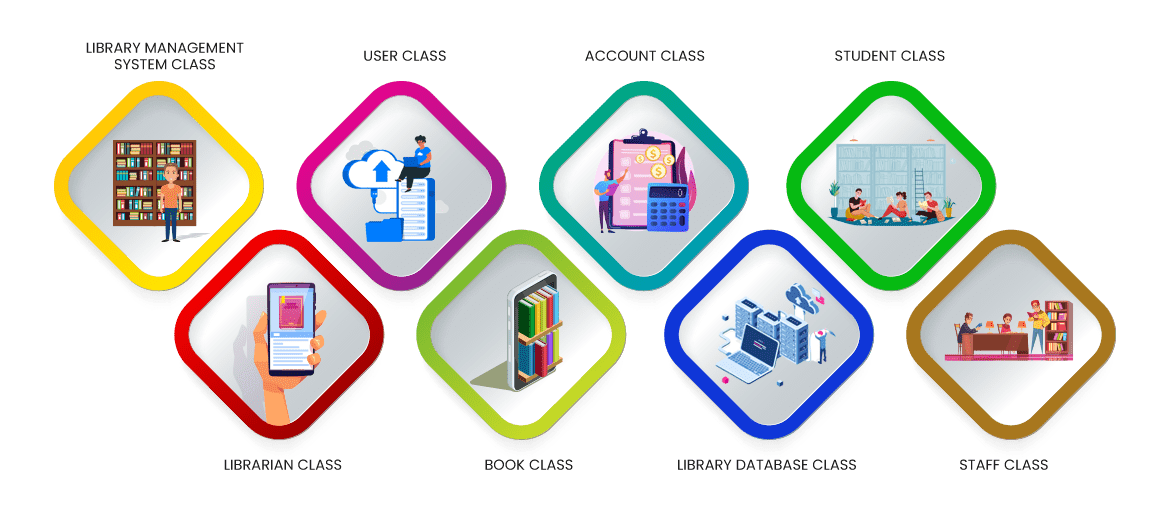 LIBRARY MANAGEMENT
SYSTEM CLASS
USER CLASS
ACCOUNT CLASS
STUDENT CLASS
LIBRARIAN CLASS
BOOK CLASS
LIBRARY DATABASE CLASS
STAFF CLASS